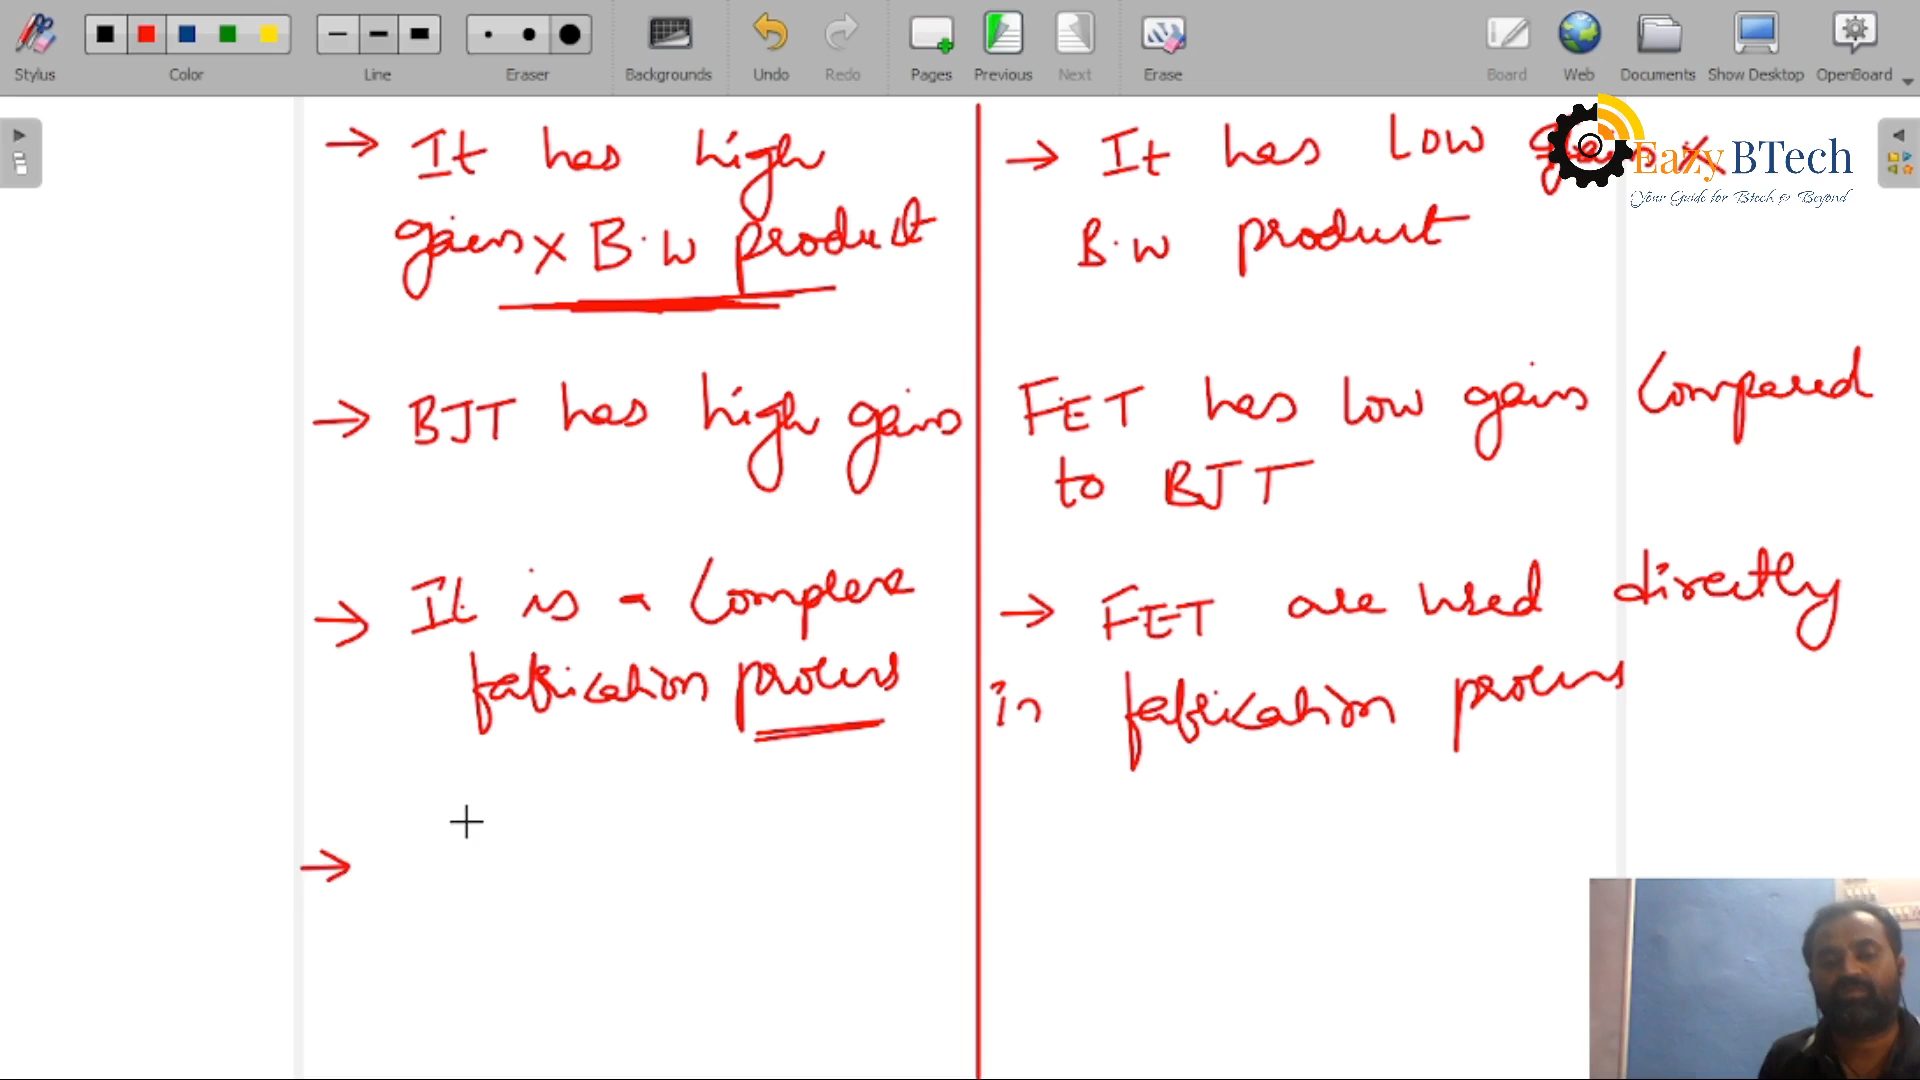 Stylus Color Line Eraser Backgrounds Undo Redo Pages Previous Next Erase Board Web Documents Show Desktop OpenBoard
Eazy BTech
Your Guide for Btech & Beyond
→ It has high
gain x B.W product
→ BJT has high gain
→ It is a complex
fabrication process
→
→ It has low gain x
B.W product
FET has low gain Compared
to BJT
→ FET are used directly
in fabrication process